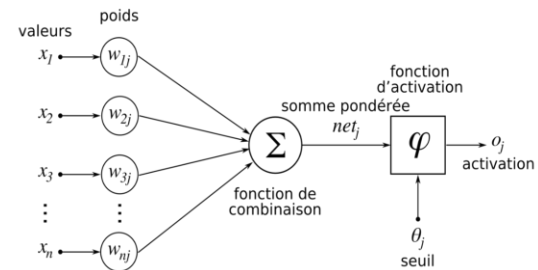 poids
valeurs
x1
w1j
x2
w2j
x3
w3j
⋮
⋮
xn
wnj
Σ
fonction de
combinaison
somme pondérée
netj
fonction
d'activation
φ
oj
activation
θj
seuil